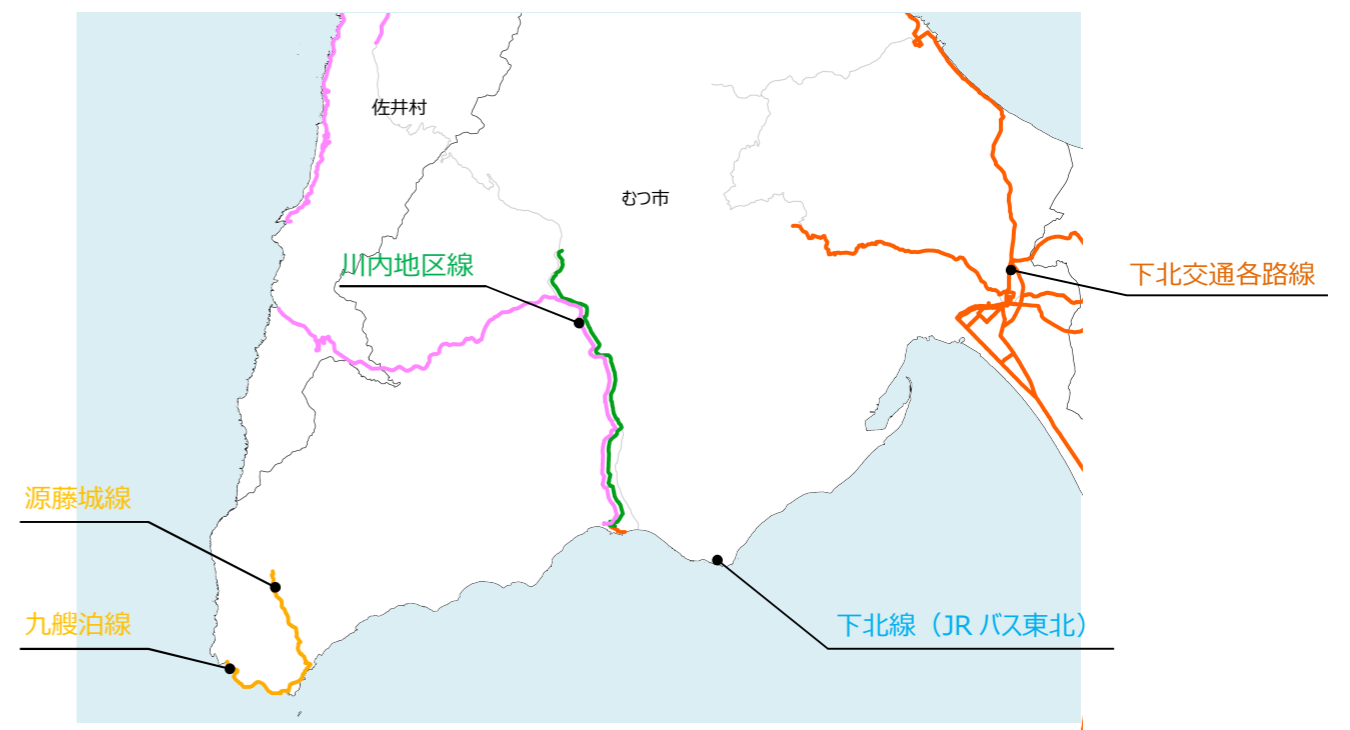 佐井村
むつ市
川内地区線
下北交通各路線
源藤城線
九艘泊線
下北線（JR バス東北）